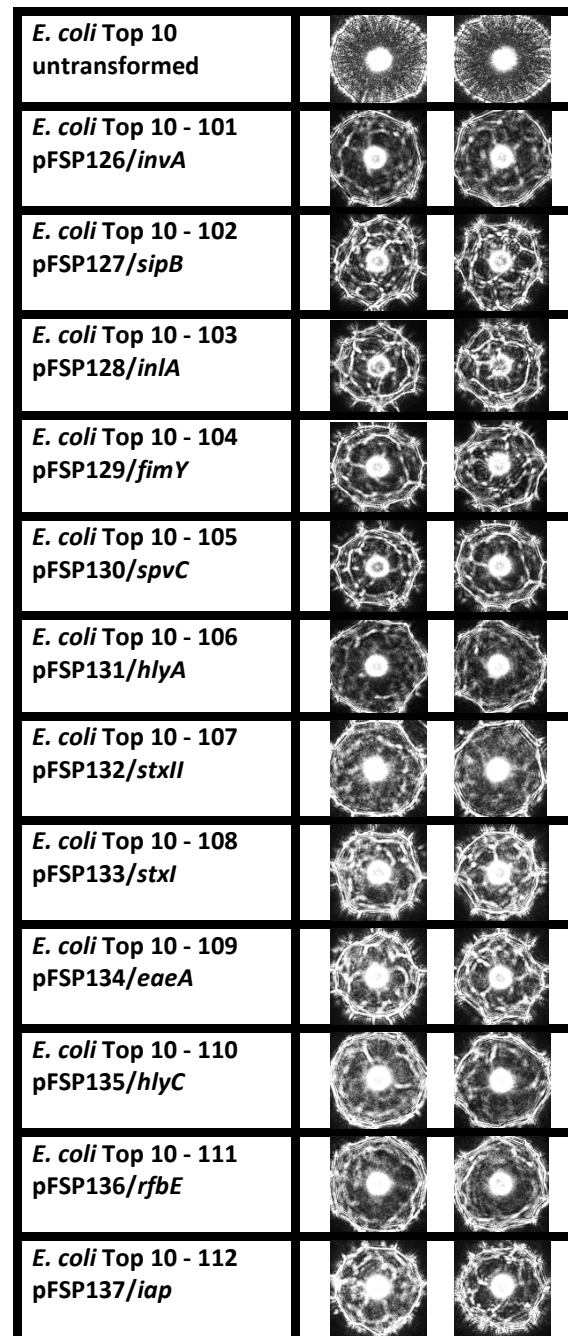 E. coli Top 10
untransformed
E. coli Top 10 - 101
pFSP126/invA
E. coli Top 10 - 102
pFSP127/sipB
E. coli Top 10 - 103
pFSP128/inlA
E. coli Top 10 - 104
pFSP129/fimY
E. coli Top 10 - 105
pFSP130/spvC
E. coli Top 10 - 106
pFSP131/hlyA
E. coli Top 10 - 107
pFSP132/stxII
E. coli Top 10 - 108
pFSP133/stxI
E. coli Top 10 - 109
pFSP134/eaeA
E. coli Top 10 - 110
pFSP135/hlyC
E. coli Top 10 - 111
pFSP136/rfbE
E. coli Top 10 - 112
pFSP137/iap